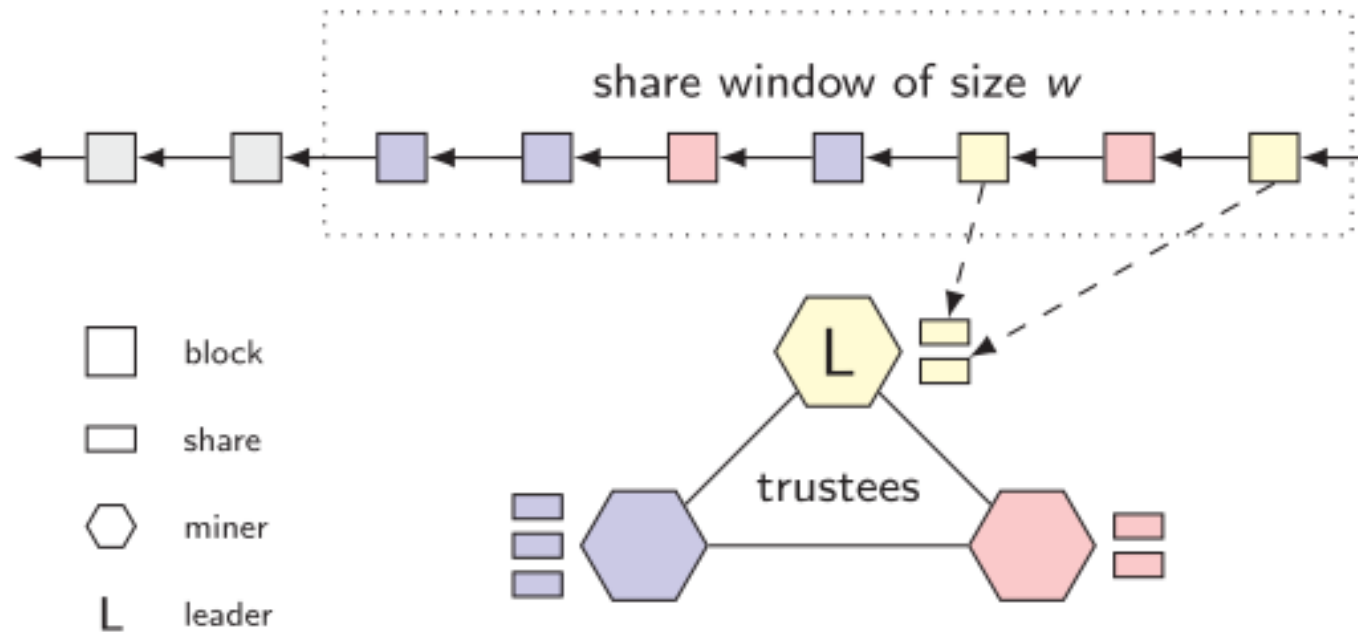 share window of size w
block
L
share
trustees
miner
L leader